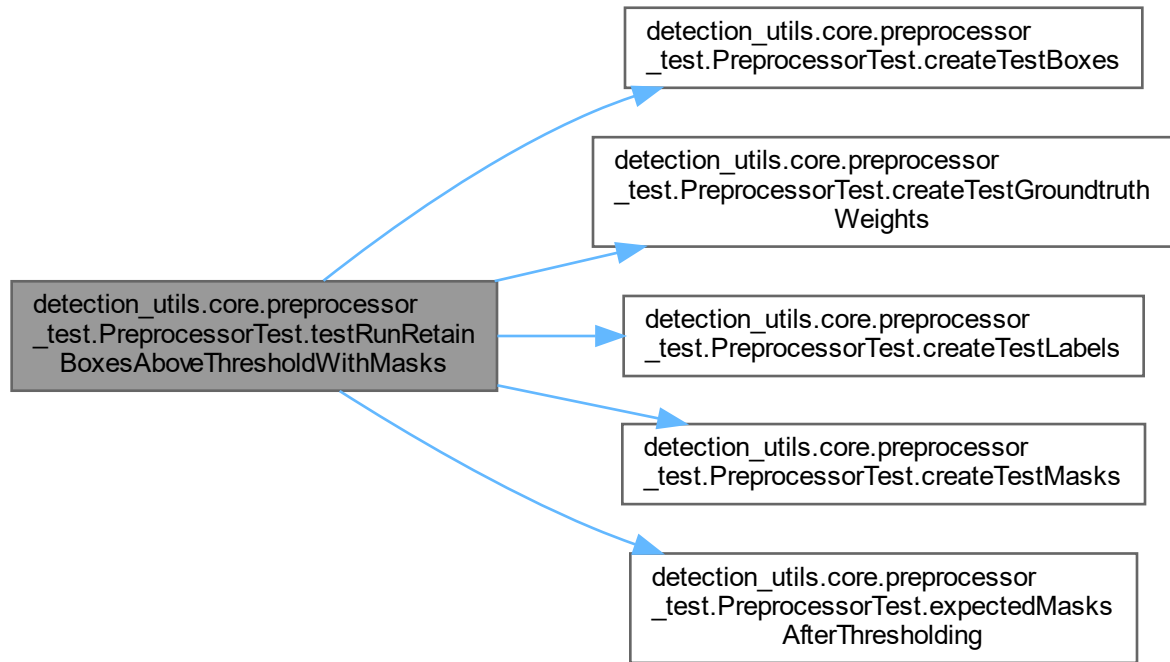 detection_utils.core.preprocessor
_test.PreprocessorTest.createTestBoxes
detection_utils.core.preprocessor
_test.PreprocessorTest.createTestGroundtruth
Weights
detection_utils.core.preprocessor
_test.PreprocessorTest.testRunRetain
BoxesAboveThresholdWithMasks
detection_utils.core.preprocessor
_test.PreprocessorTest.createTestLabels
detection_utils.core.preprocessor
_test.PreprocessorTest.createTestMasks
detection_utils.core.preprocessor
_test.PreprocessorTest.expectedMasks
AfterThresholding